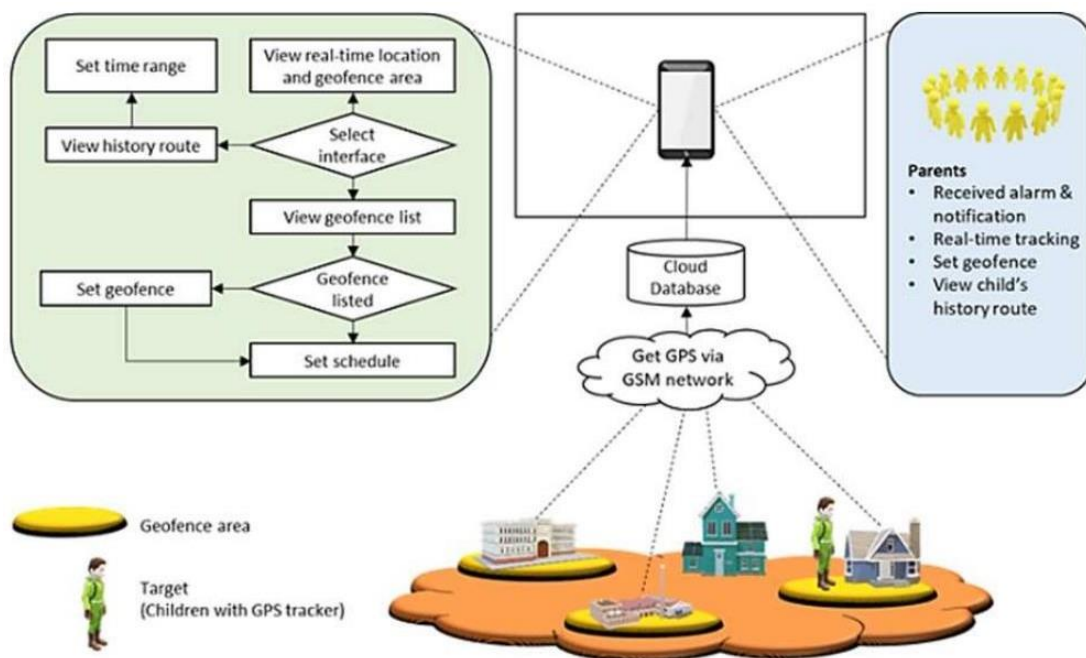 Set time range
View real-time location
and geofence area
View history route
Select
interface
View geofence list
Set geofence
Geofence
listed
Set schedule
Cloud
Database
Get GPS via
GSM network
Parents
• Received alarm &
notification
• Real-time tracking
• Set geofence
• View child's
history route
Geofence area
Target
(Children with GPS tracker)